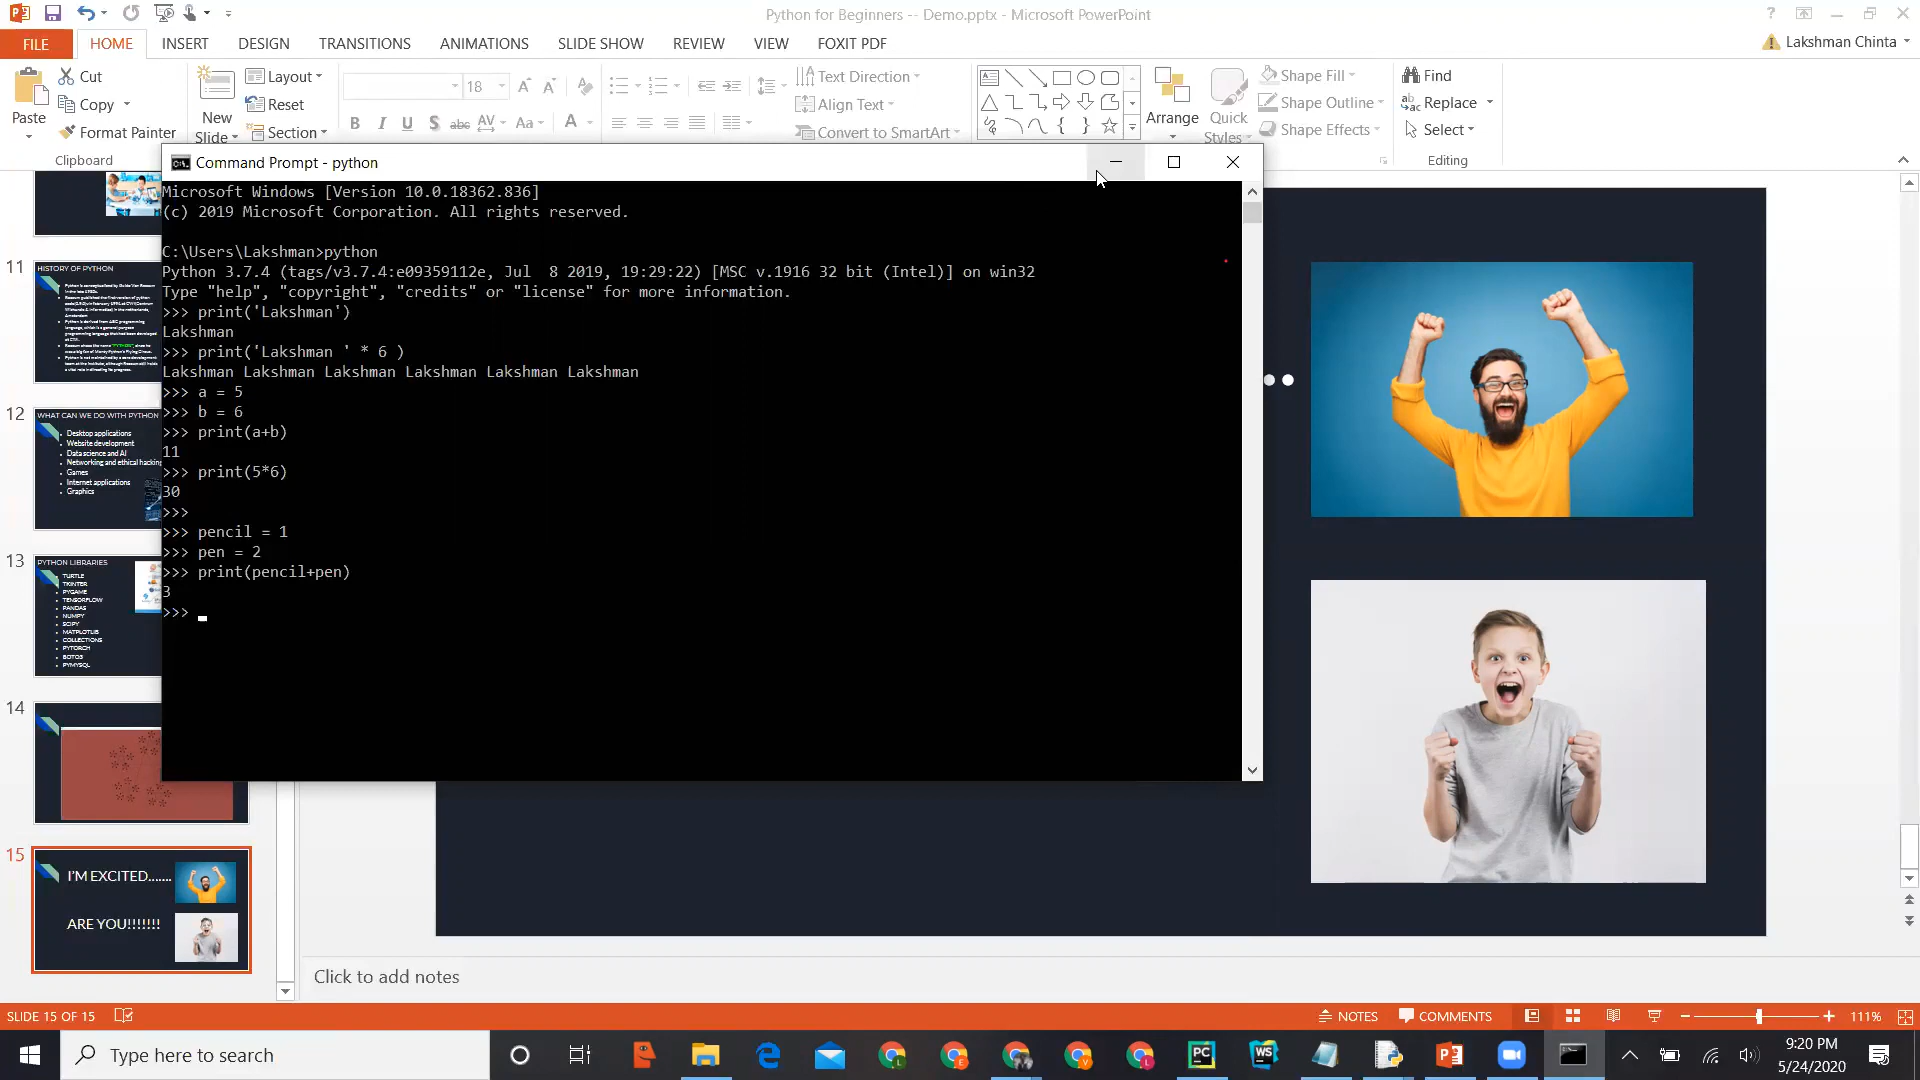 Python for Beginners -- Demo.pptx - Microsoft PowerPoint
FILE HOME INSERT DESIGN TRANSITIONS ANIMATIONS SLIDE SHOW REVIEW VIEW FOXIT PDF
Lakshman Chinta
Paste
Cut
Copy
Format Painter
Clipboard
New
Slide
Layout
Reset
Section
18
Text Direction
Align Text
Convert to SmartArt
Arrange
Quick
Styles
Shape Fill
Shape Outline
Shape Effects
Find
Replace
Select
Editing
Command Prompt - python
Microsoft Windows [Version 10.0.18362.836]
(c) 2019 Microsoft Corporation. All rights reserved.
C:\Users\Lakshman>python
Python 3.7.4 (tags/v3.7.4:e09359112e, Jul  8 2019, 19:29:22) [MSC v.1916 32 bit (Intel)] on win32
Type "help", "copyright", "credits" or "license" for more information.
>>> print('Lakshman')
Lakshman
>>> print('Lakshman ' * 6 )
Lakshman Lakshman Lakshman Lakshman Lakshman Lakshman
>>> a = 5
>>> b = 6
>>> print(a+b)
11
>>> print(5*6)
30
>>>
>>> pencil = 1
>>> pen = 2
>>> print(pencil+pen)
3
>>>
11
HISTORY OF PYTHON
12
WHAT CAN WE DO WITH PYTHON
Desktop applications
Website development
Data science and AI
Networking and ethical hacking
Games
Internet applications
Graphics
13
PYTHON LIBRARIES
TURTLE
TKINTER
PYGAME
TENSORFLOW
PANDAS
NUMPY
SCIPY
MATPLOTLIB
COLLECTIONS
PYTORCH
BOTO3
PYMYSQL
14
15
I'M EXCITED.......
ARE YOU!!!!!!!
Click to add notes
SLIDE 15 OF 15
NOTES
COMMENTS
111%
Type here to search
9:20 PM
5/24/2020